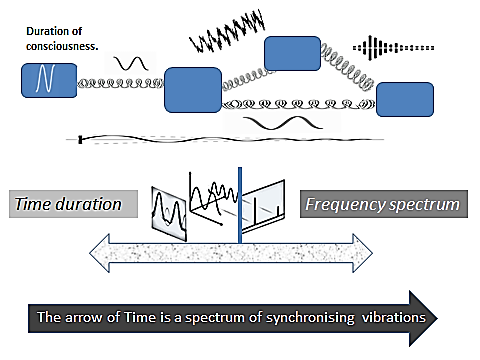 Duration of
consciousness.
Time duration
Frequency spectrum
The arrow of Time is a spectrum of synchronising vibrations